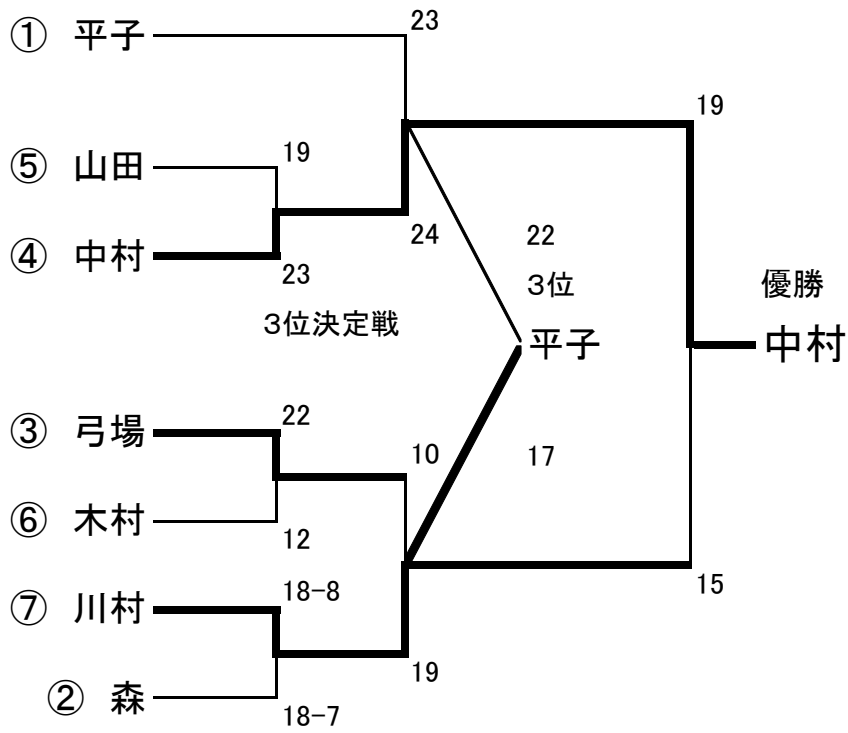 ① 平子
23
19
19
⑤ 山田
④ 中村
23
24
22
3位
3位決定戦
優勝
平子
中村
③ 弓場
22
10
17
⑥ 木村
12
⑦ 川村
18-8
15
19
② 森
18-7